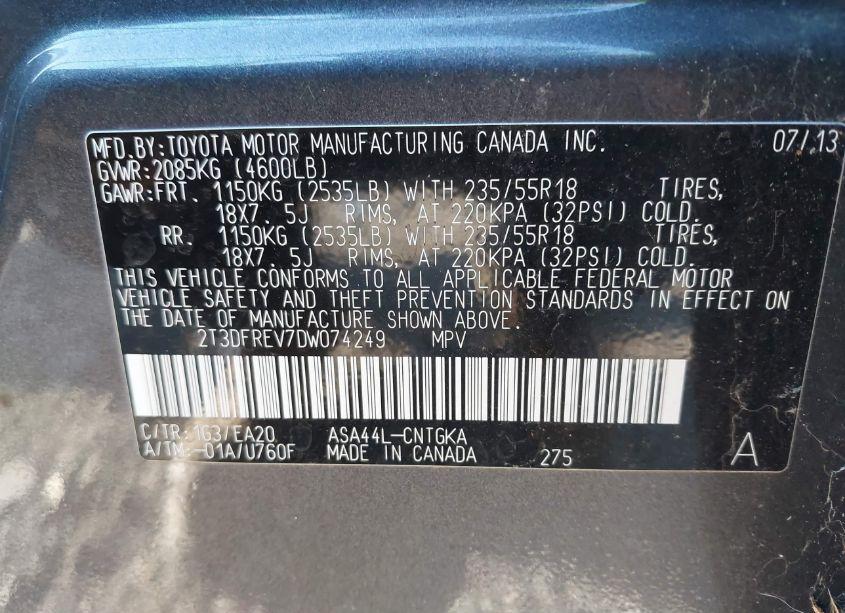 MFD.BY:TOYOTA MOTOR MANUFACTURING CANADA INC. 07/13
GVWR:2085KG (4600LB)
GAWR:FRT. 1150KG (2535LB) WITH 235/55R18 TIRES,
18X7. 5J RIMS, AT 220KPA (32PSI) COLD.
RR. 1150KG (2535LB) WITH 235/55R18 TIRES,
18X7. 5J RIMS, AT 220KPA (32PSI) COLD.
THIS VEHICLE CONFORMS TO ALL APPLICABLE FEDERAL MOTOR
VEHICLE SAFETY AND THEFT PREVENTION STANDARDS IN EFFECT ON
THE DATE OF MANUFACTURE SHOWN ABOVE.
2T3DFREV7DW074249 MPV
C/TR:1G3/EA20 ASA44L-CNTGKA
A/TM:-01A/U760F MADE IN CANADA 275 A